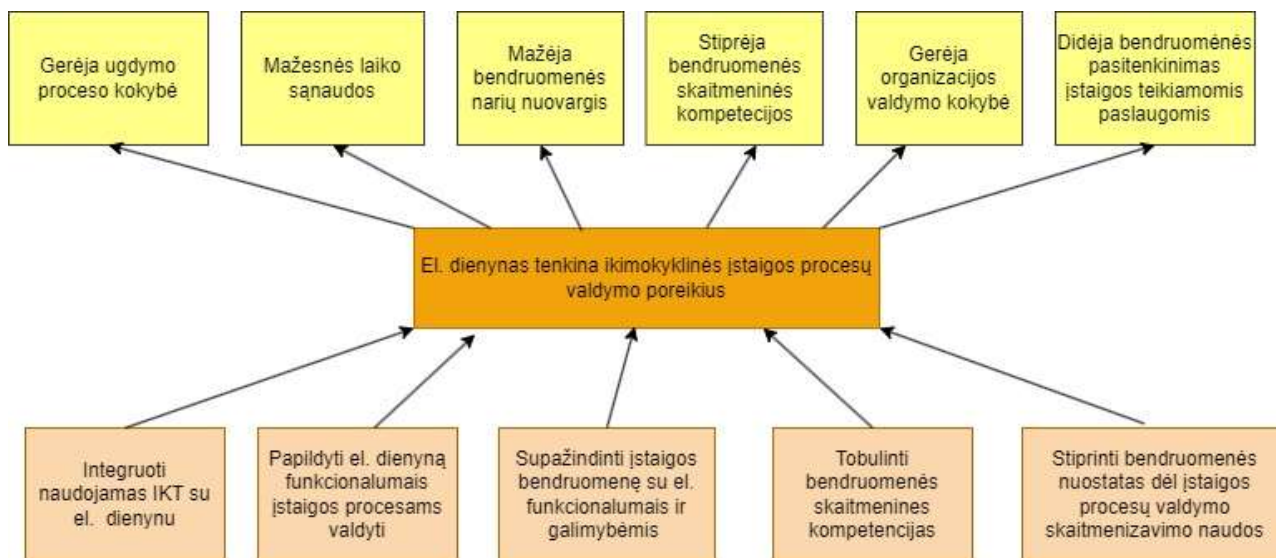 Gerėja ugdymo
proceso kokybė
Mažesnės laiko
sąnaudos
Mažėja
bendruomenės
narių nuovargis
Stiprėja
bendruomenės
skaitmeninės
kompetecijos
Gerėja
organizacijos
valdymo kokybė
Didėja bendruomėnės
pasitenkinimas
įstaigos teikiamomis
paslaugomis
El. dienynas tenkina ikimokyklinės įstaigos procesų
valdymo poreikius
Integruoti
naudojamas IKT su
el. dienynu
Papildyti el. dienyną
funkcionalumais
įstaigos procesams
valdyti
Supažindinti įstaigos
bendruomenę su el.
funkcionalumais ir
galimybėmis
Tobulinti
bendruomenės
skaitmenines
kompetencijas
Stiprinti bendruomenės
nuostatas dėl įstaigos
procesų valdymo
skaitmenizavimo naudos